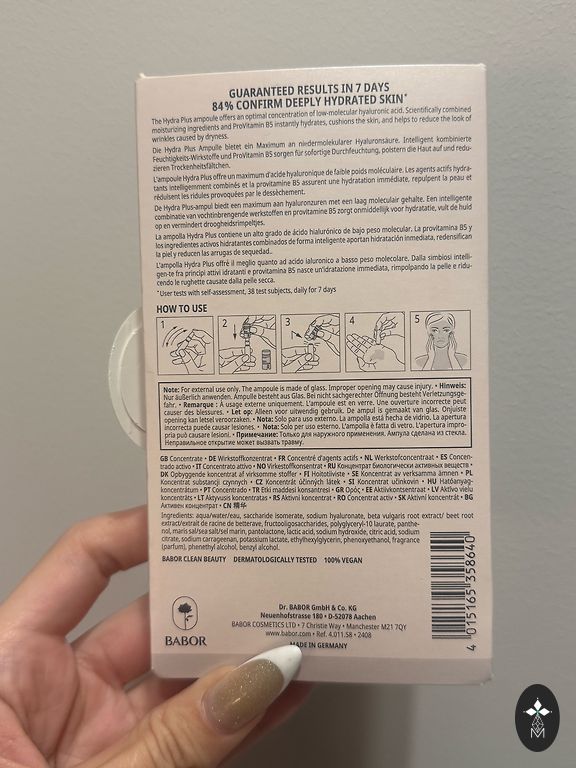 GUARANTEED RESULTS IN 7 DAYS
84% CONFIRM DEEPLY HYDRATED SKIN*
The Hydra Plus ampoule offers an optimal concentration of low-molecular hyaluronic acid. Scientifically combined
moisturizing ingredients and ProVitamin B5 instantly hydrates, cushions the skin, and helps to reduce the look of
wrinkles caused by dryness.
Die Hydra Plus Ampulle bietet ein Maximum an niedermolekularer Hyaluronsäure. Intelligent kombinierte
Feuchtigkeits-Wirkstoffe und ProVitamin B5 sorgen für sofortige Durchfeuchtung, polstern die Haut auf und redu-
zieren Trockenheitsfältchen.
L'ampoule Hydra Plus offre un maximum d'acide hyaluronique de faible poids moléculaire. Les agents actifs hydra-
tants intelligemment combinés et la provitamine B5 assurent une hydratation immédiate, repulpent la peau et
réduisent les ridules provoquées par le dessèchement.
De Hydra Plus-ampul biedt een maximum aan hyaluronzuren met een laag moleculair gehalte. Een intelligente
combinatie van vochtinbrengende werkstoffen en provitamine B5 zorgt onmiddellijk voor hydratatie, vult de huid
op en vermindert droogheidsrimpeltjes.
La ampolla Hydra Plus contiene un alto grado de ácido hialurónico de bajo peso molecular. La provitamina B5 y
los ingredientes activos hidratantes combinados de forma inteligente aportan hidratación inmediata, redensifican
la piel y reducen las arrugas de sequedad..
L'ampolla Hydra Plus offre il meglio quanto ad acido ialuronico a basso peso molecolare. Dalla simbiosi intelli-
gen-te fra principi attivi idratanti e provitamina B5 nasce un'idratazione immediata, rimpolpando la pelle e ridu-
cendo le rughette causate dalla pelle secca.
*User tests with self-assessment, 38 test subjects, daily for 7 days
HOW TO USE
1 2 3 4 5
Note: For external use only. The ampoule is made of glass. Improper opening may cause injury. • Hinweis:
Nur äußerlich anwenden. Ampulle besteht aus Glas. Bei nicht sachgerechter Öffnung besteht Verletzungsge-
fahr. • Remarque : À usage externe uniquement. L'ampoule est en verre. Une ouverture incorrecte peut
causer des blessures. • Let op: Alleen voor uitwendig gebruik. De ampul is gemaakt van glas. Onjuiste
opening kan letsel veroorzaken. • Nota: Solo para uso externo. La ampolla está hecha de vidrio. La apertura
incorrecta puede causar lesiones. • Nota: Solo per uso esterno. L'ampolla è fatta di vetro. L'apertura impro-
pria può causare lesioni. • Примечание: Только для наружного применения. Ампула сделана из стекла.
Неправильное открытие может вызвать травму.
GB Concentrate • DE Wirkstoffkonzentrat • FR Concentré d'agents actifs • NL Werkstofconcentraat • ES Concen-
trado activo • IT Concentrato attivo • NO Virkestoffkonsentrat • RU Концентрат биологически активных веществ •
DK Opbyggende koncentrat af virksomme stoffer • FI Hoitotiiviste • SE Koncentrat av verksamma ämnen • PL
Koncentrat substancji czynnych • CZ Koncentrát účinných látek • SI Koncentrat učinkovin • HU Hatóanyag-
koncentrátum • PT Concentrado • TR Etki maddesi konsantresi • GR Ορός • EE Aktiivkontsentraat • LV Aktīvo vielu
koncentrāts • LT Aktyvusis koncentratas • RS Aktivni koncentrat • RO Concentrat activ • SK Aktívni koncentrát • BG
Активен концентрат • CN 精华
Ingredients: aqua/water/eau, saccharide isomerate, sodium hyaluronate, beta vulgaris root extract/ beet root
extract/extrait de racine de betterave, fructooligosaccharides, polyglyceryl-10 laurate, panthe-
nol, maris sal/sea salt/sel marin, pantolactone, lactic acid, sodium hydroxide, citric acid, sodium
citrate, sodium carrageenan, potassium lactate, ethylhexylglycerin, phenoxyethanol, fragrance
(parfum), phenethyl alcohol, benzyl alcohol.
BABOR CLEAN BEAUTY DERMATOLOGICALLY TESTED 100% VEGAN
Dr. BABOR GmbH & Co. KG
Neuenhofstrasse 180 • D-52078 Aachen
BABOR COSMETICS LTD • 7 Christie Way • Manchester M21 7QY
www.babor.com • Ref. 4.011.58 • 2408
MADE IN GERMANY
BABOR
4 015165 358640
M